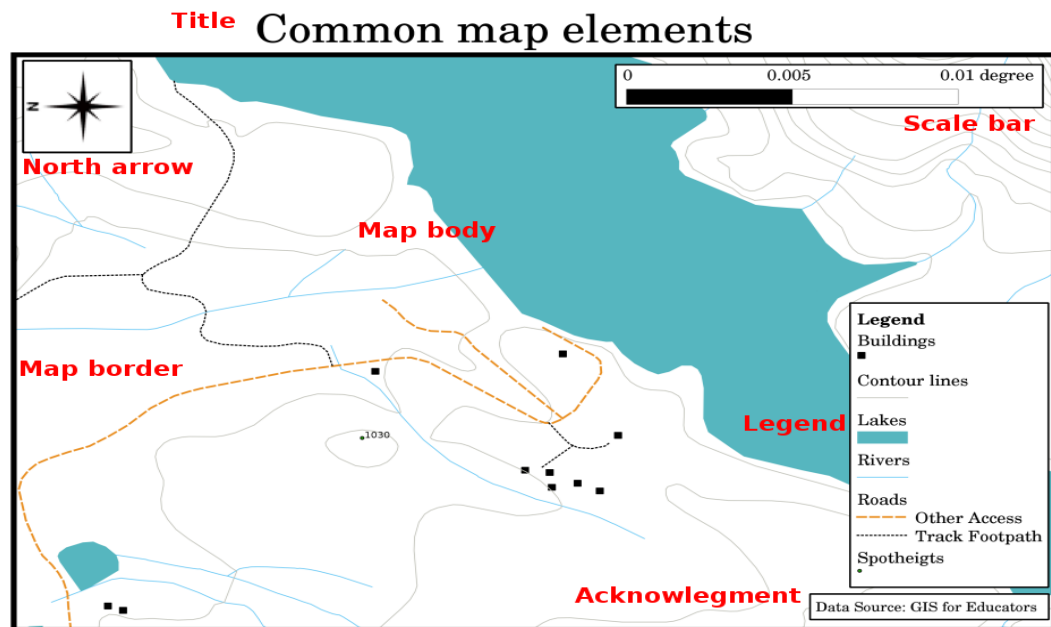 Title Common map elements
0 0.005 0.01 degree
N
Scale bar
North arrow
Map body
Legend
Buildings
Map border
Contour lines
Legend
Lakes
1030
Rivers
Roads
Other Access
Track Footpath
Spotheigts
Acknowlegment
Data Source: GIS for Educators